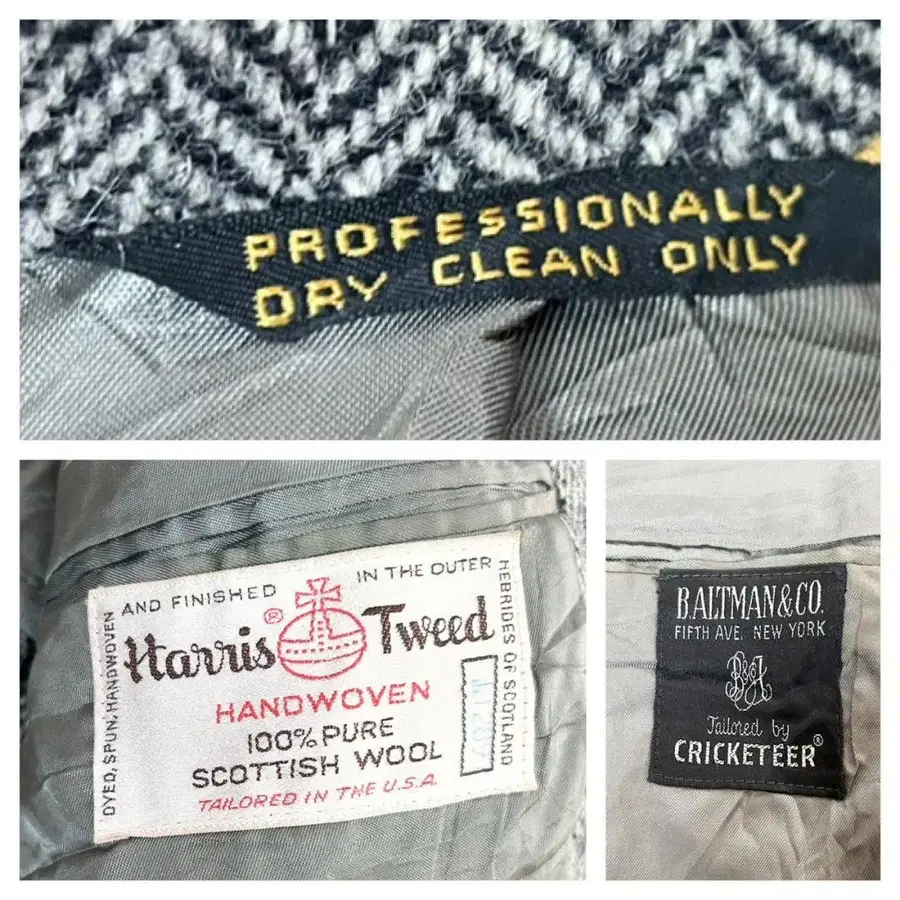 PROFESSIONALLY
DRY CLEAN ONLY
DYED, SPUN, HANDWOVEN
AND FINISHED
IN THE OUTER
HEBRIDES OF SCOTLAND
Harris® Tweed
HANDWOVEN
100% PURE
SCOTTISH WOOL
TAILORED IN THE U.S.A.
B.ALTMAN&CO.
FIFTH AVE. NEW YORK
Tailored by
CRICKETEER®